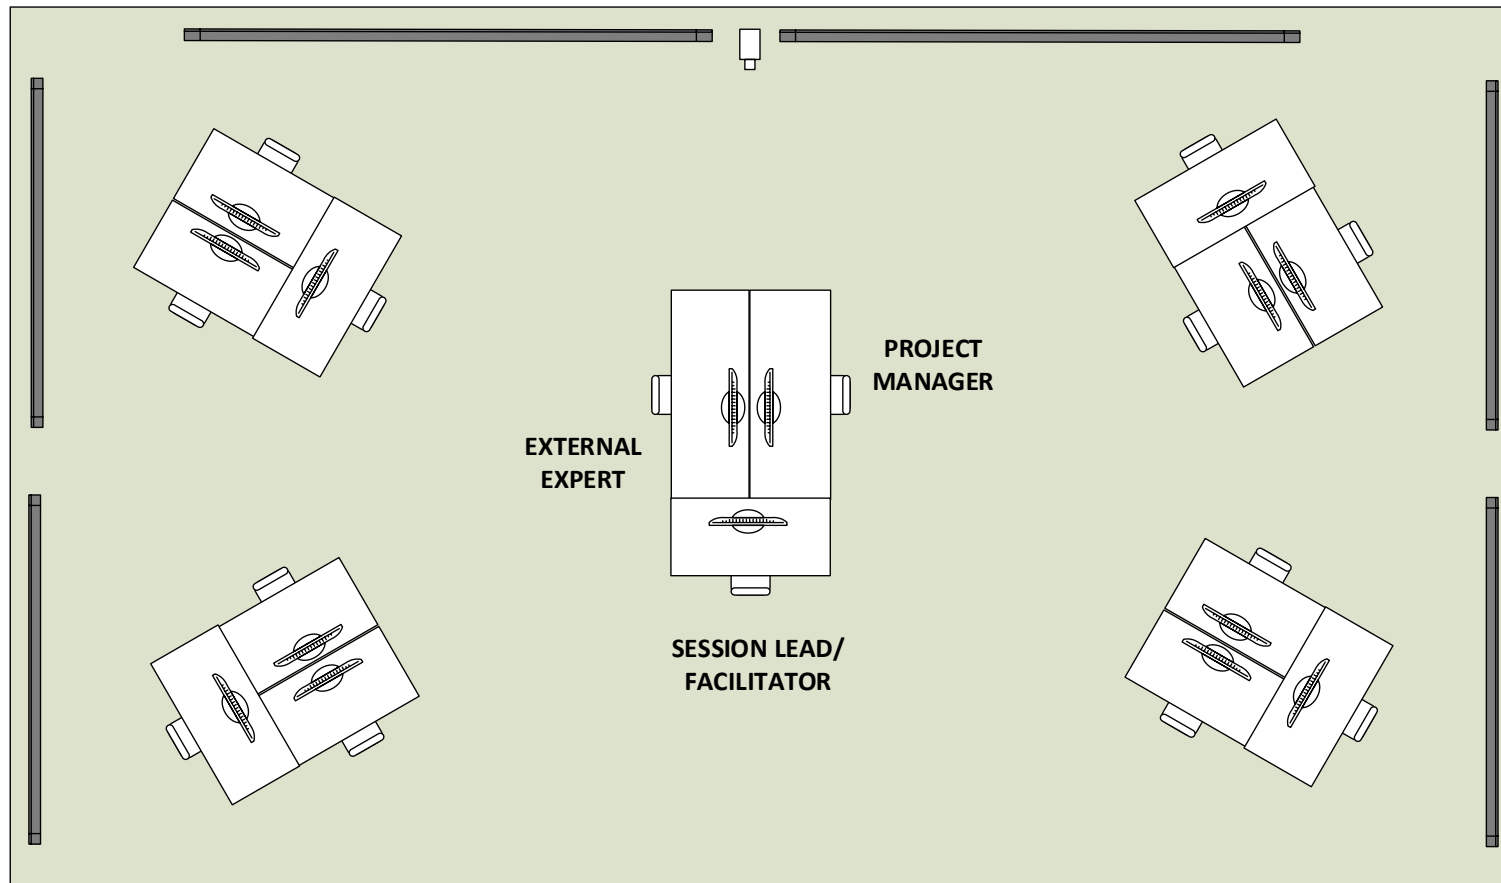 PROJECT
MANAGER
EXTERNAL
EXPERT
SESSION LEAD/
FACILITATOR